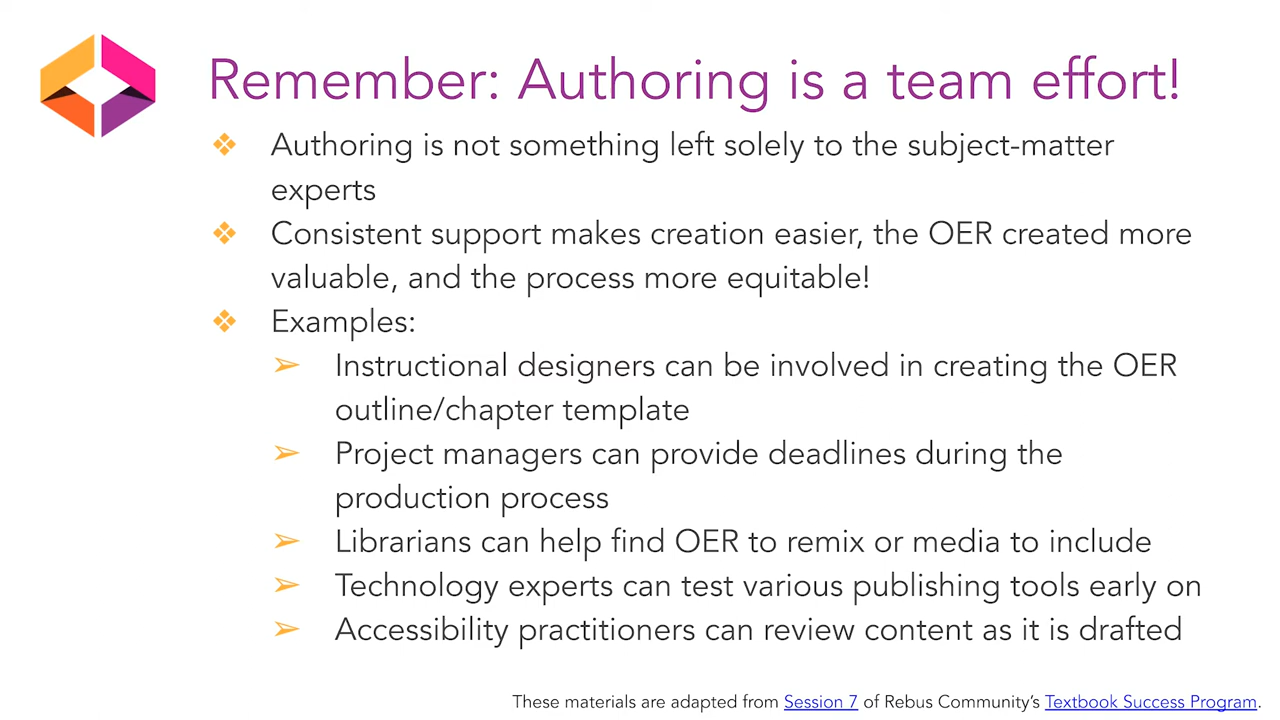 Remember: Authoring is a team effort!
❖ Authoring is not something left solely to the subject-matter
experts
❖ Consistent support makes creation easier, the OER created more
valuable, and the process more equitable!
❖ Examples:
➢ Instructional designers can be involved in creating the OER
outline/chapter template
➢ Project managers can provide deadlines during the
production process
➢ Librarians can help find OER to remix or media to include
➢ Technology experts can test various publishing tools early on
➢ Accessibility practitioners can review content as it is drafted
These materials are adapted from Session 7 of Rebus Community’s Textbook Success Program.